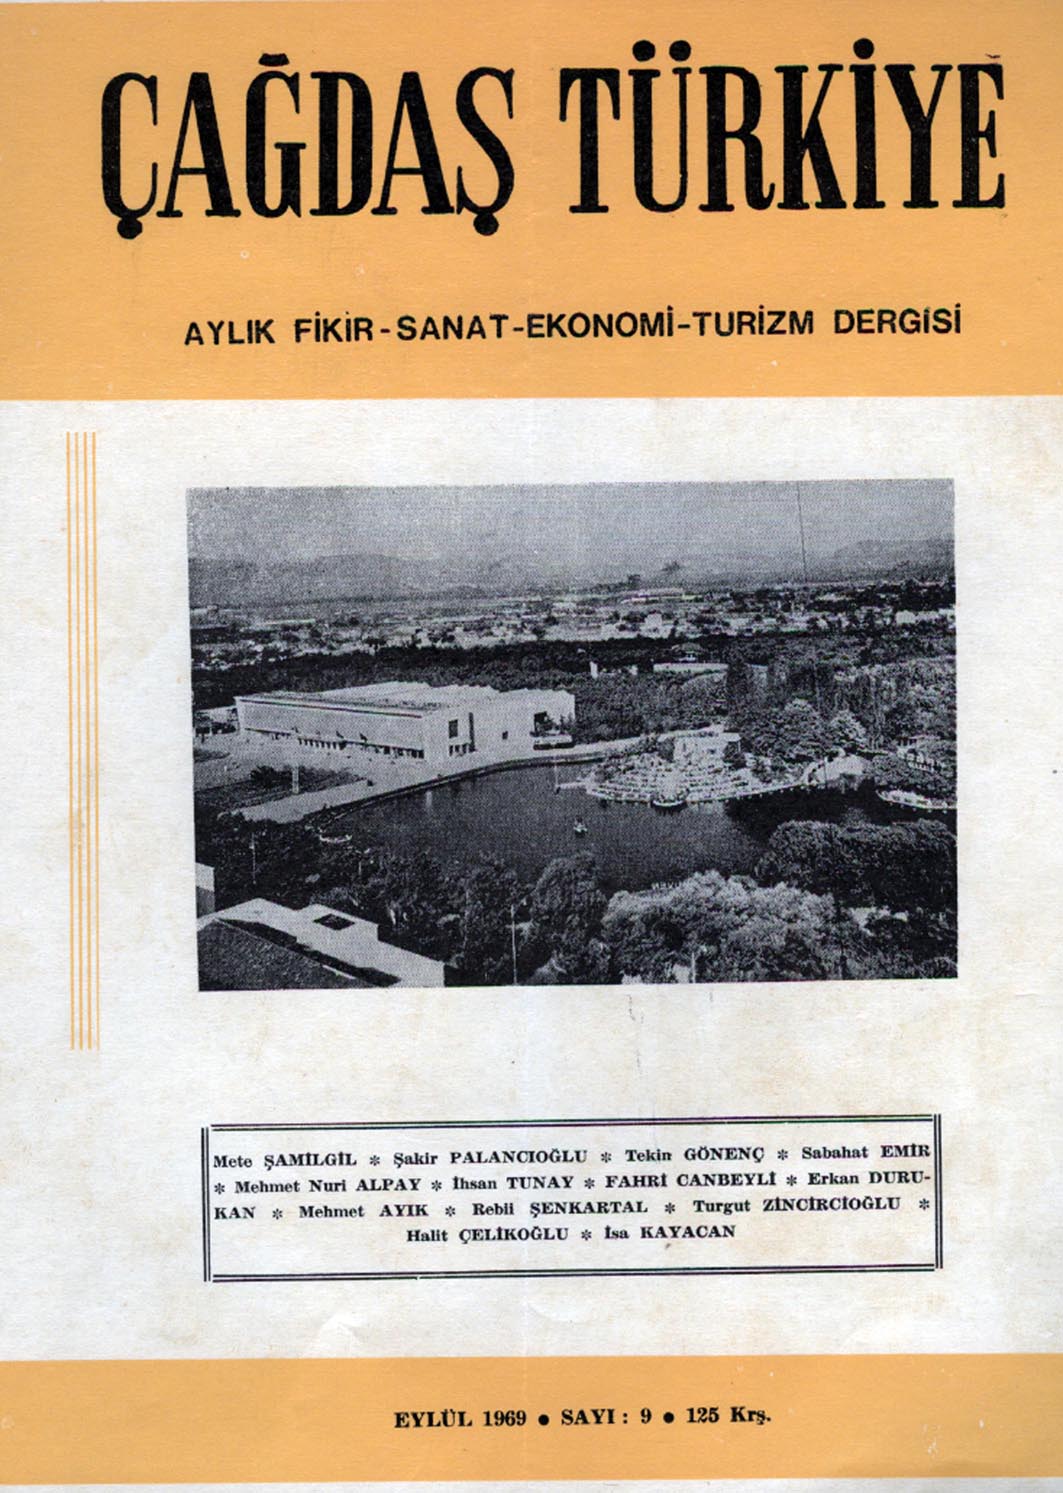 ÇAĞDAŞ TÜRKİYE
AYLIK FİKİR-SANAT-EKONOMİ-TURİZM DERGİSİ
Mete ŞAMİLGİL * Şakir PALANCIOĞLU * Tekin GÖNENÇ * Sabahat EMİR
* Mehmet Nuri ALPAY * İhsan TUNAY * FAHRİ CANBEYLİ * Erkan DURU-
KAN * Mehmet AYIK * Rebii ŞENKARTAL * Turgut ZİNCİRCİOĞLU *
Halit ÇELİKOĞLU * İsa KAYACAN
EYLÜL 1969 ● SAYI : 9 ● 125 Krş.